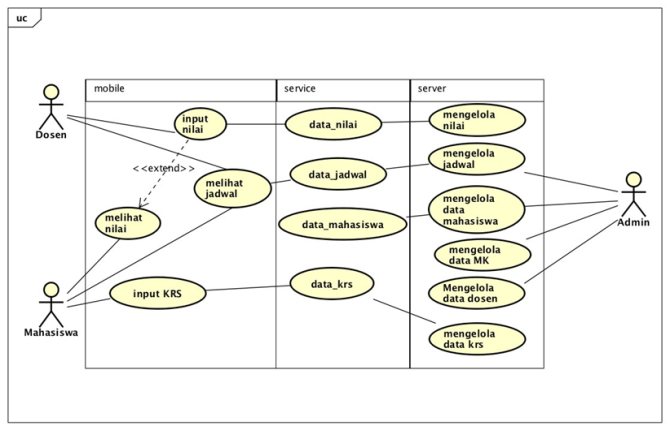 uc
mobile
service
server
Dosen
input
nilai
data_nilai
mengelola
nilai
<<extend>>
melihat
jadwal
data_jadwal
mengelola
jadwal
melihat
nilai
data_mahasiswa
mengelola
data
mahasiswa
Admin
mengelola
data MK
Mahasiswa
input KRS
data_krs
Mengelola
data dosen
mengelola
data krs